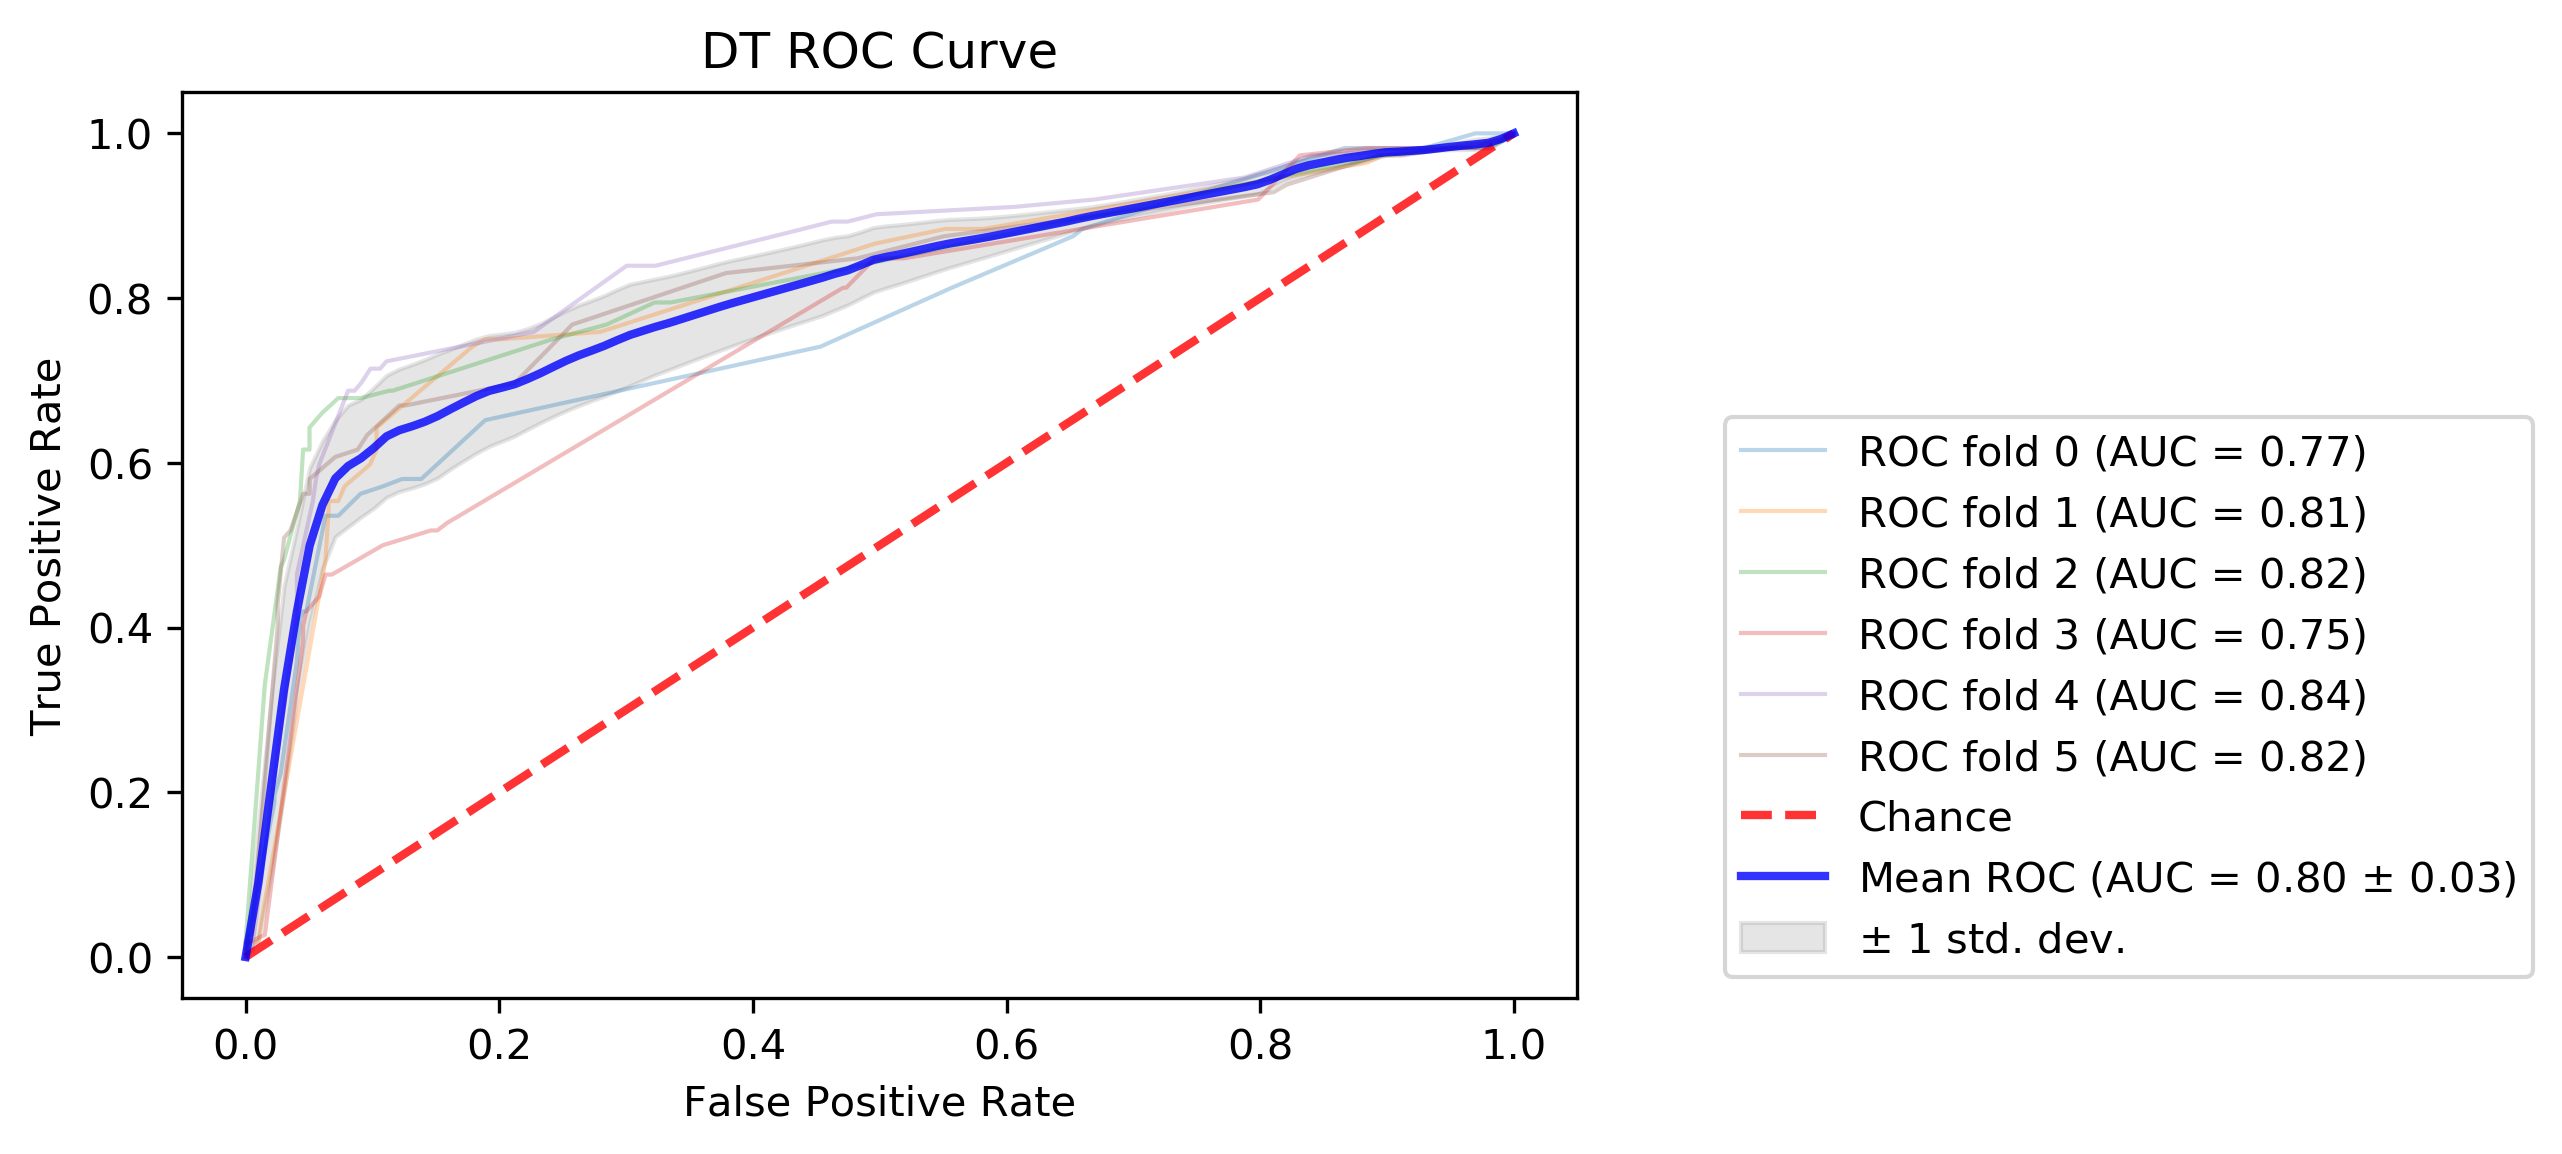 DT ROC Curve
True Positive Rate
1.0
0.8
0.6
0.4
0.2
0.0
0.0 0.2 0.4 0.6 0.8 1.0
False Positive Rate
ROC fold 0 (AUC = 0.77)
ROC fold 1 (AUC = 0.81)
ROC fold 2 (AUC = 0.82)
ROC fold 3 (AUC = 0.75)
ROC fold 4 (AUC = 0.84)
ROC fold 5 (AUC = 0.82)
Chance
Mean ROC (AUC = 0.80 ± 0.03)
± 1 std. dev.